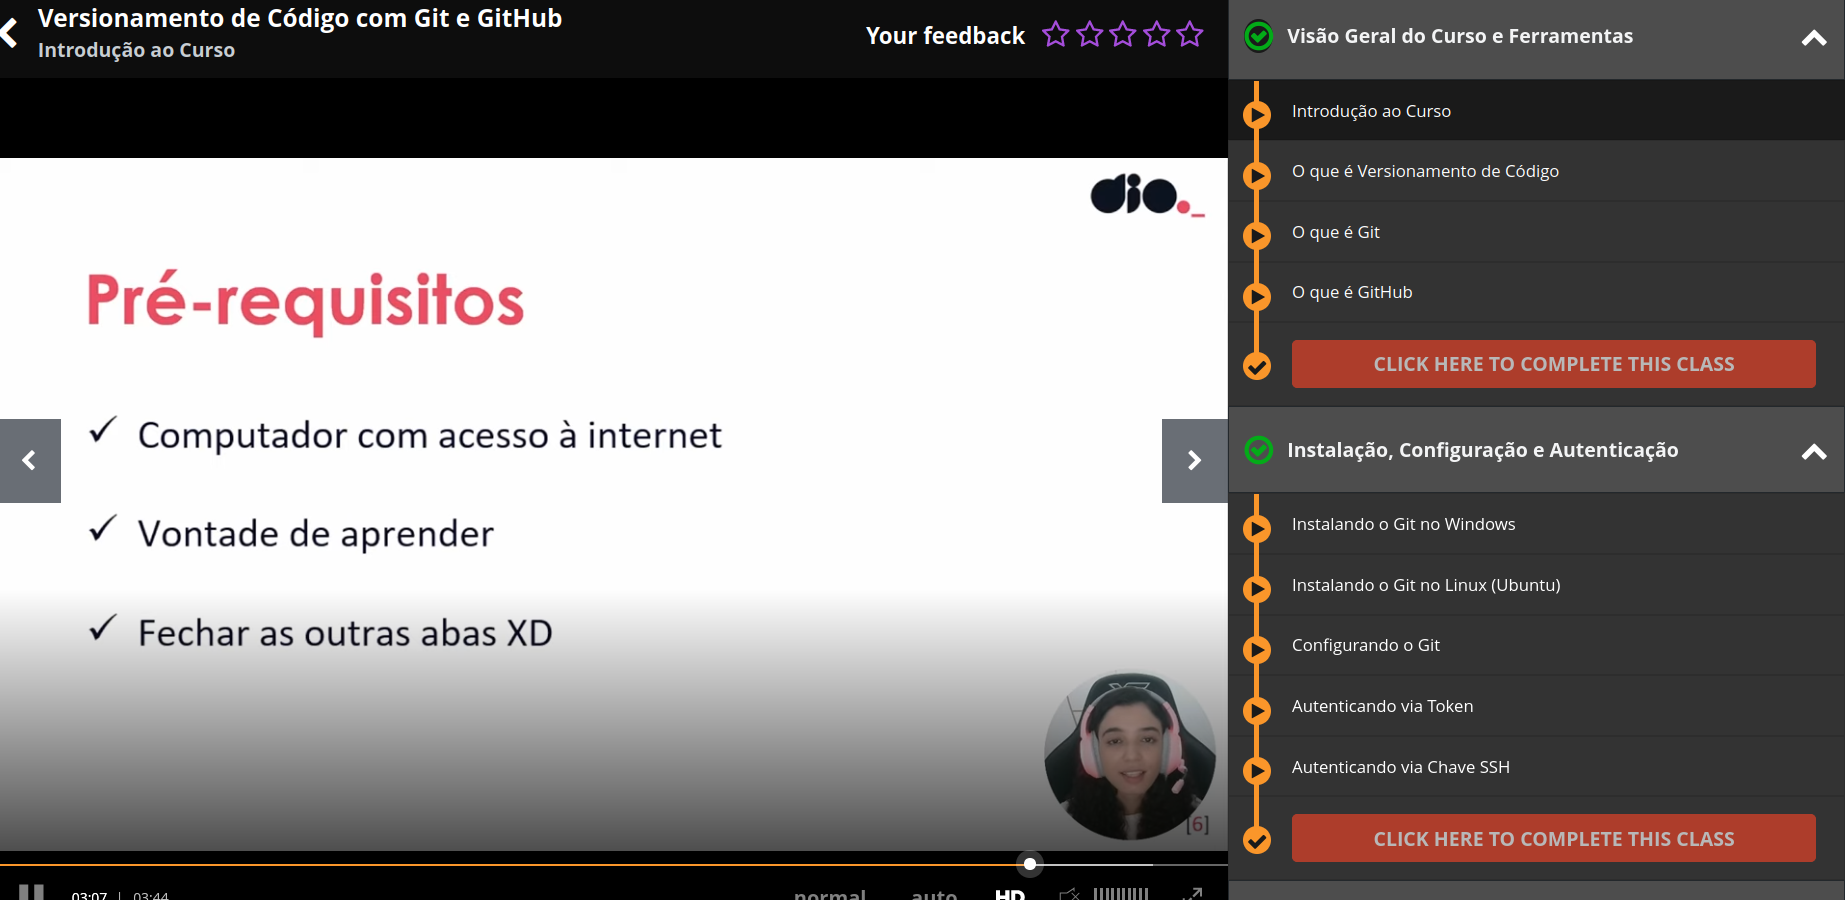 Versionamento de Código com Git e GitHub
Introdução ao Curso
Your feedback
dio._
Pré-requisitos
✓ Computador com acesso à internet
✓ Vontade de aprender
✓ Fechar as outras abas XD
[6]
03:07 | 03:44
normal
auto
HD
Visão Geral do Curso e Ferramentas
Introdução ao Curso
O que é Versionamento de Código
O que é Git
O que é GitHub
CLICK HERE TO COMPLETE THIS CLASS
Instalação, Configuração e Autenticação
Instalando o Git no Windows
Instalando o Git no Linux (Ubuntu)
Configurando o Git
Autenticando via Token
Autenticando via Chave SSH
CLICK HERE TO COMPLETE THIS CLASS